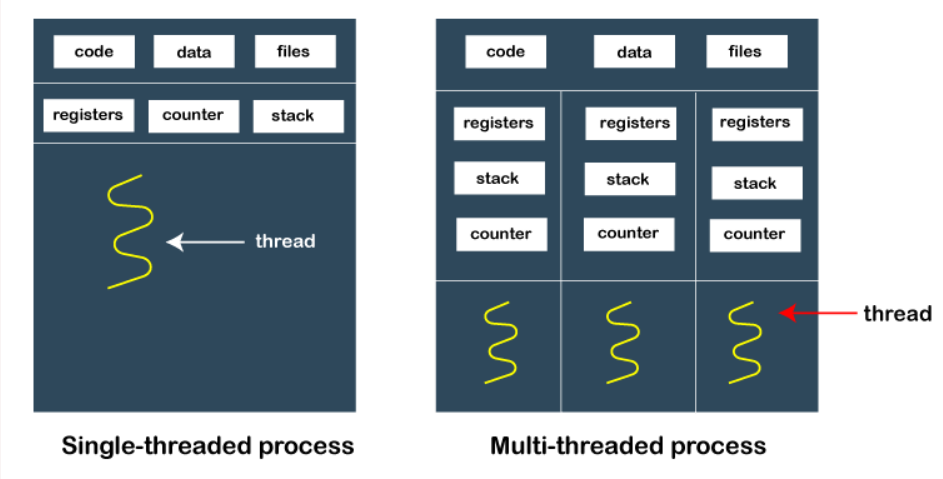 code data files
registers counter stack
thread
Single-threaded process
code data files
registers registers registers
stack stack stack
counter counter counter
thread
Multi-threaded process